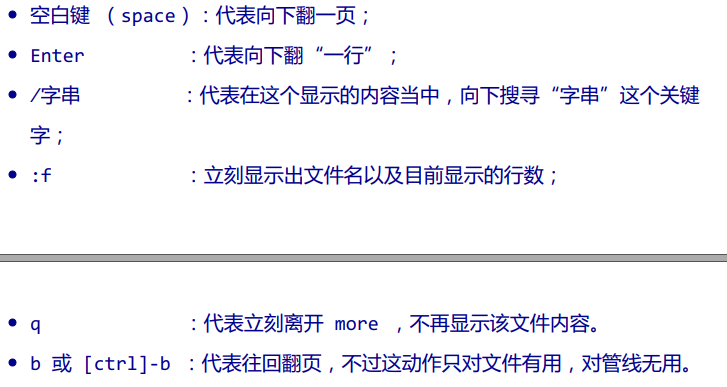 • 空白键 （space）：代表向下翻一页；
• Enter ：代表向下翻“一行”；
• /字串 ：代表在这个显示的内容当中，向下搜寻“字串”这个关键
字；
• :f ：立刻显示出文件名以及目前显示的行数；
• q ：代表立刻离开 more ，不再显示该文件内容。
• b 或 [ctrl]-b ：代表往回翻页，不过这动作只对文件有用，对管线无用。